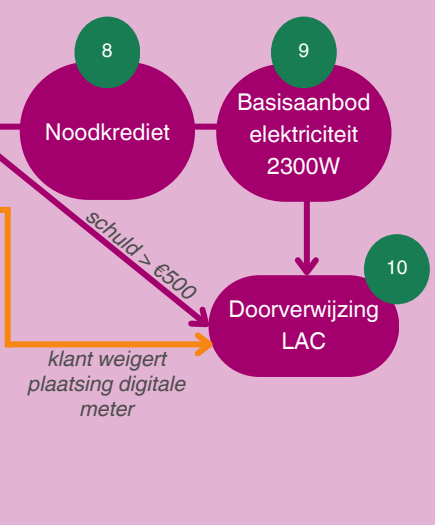 8
9
Noodkrediet
Basisaanbod
elektriciteit
2300W
schuld > €500
10
Doorverwijzing
LAC
klant weigert
plaatsing digitale
meter